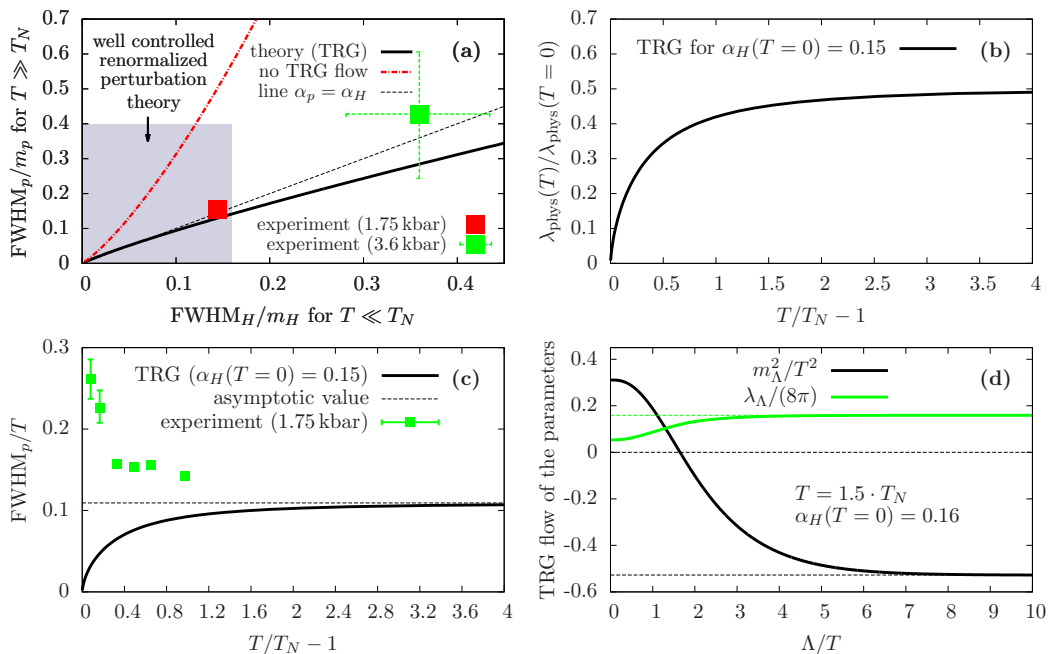 (a)
well controlled
renormalized
perturbation
theory
theory (TRG)
no TRG flow
line α_p = α_H
experiment (1.75 kbar)
experiment (3.6 kbar)
FWHM_p/m_p for T ≫ T_N
0.7
0.6
0.5
0.4
0.3
0.2
0.1
0
0 0.1 0.2 0.3 0.4
FWHM_H/m_H for T ≪ T_N
(b)
TRG for α_H(T = 0) = 0.15
λ_phys(T)/λ_phys(T = 0)
0.7
0.6
0.5
0.4
0.3
0.2
0.1
0
0 0.5 1 1.5 2 2.5 3 3.5 4
T/T_N − 1
(c)
TRG (α_H(T = 0) = 0.15)
asymptotic value
experiment (1.75 kbar)
FWHM_p/T
0.3
0.2
0.1
0
0 0.4 0.8 1.2 1.6 2 2.4 2.8 3.2 3.6 4
T/T_N − 1
(d)
m²_Λ/T²
λ_Λ/(8π)
T = 1.5 · T_N
α_H(T = 0) = 0.16
TRG flow of the parameters
0.4
0.2
0
-0.2
-0.4
-0.6
0 1 2 3 4 5 6 7 8 9 10
Λ/T